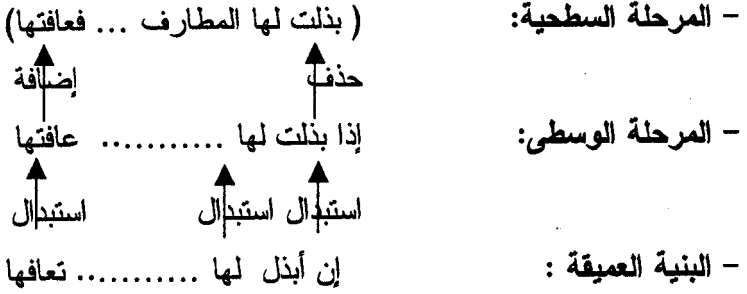 - المرحلة السطحية: ( بذلت لها المطارف ... فعافتها)
حذف إضافة
- المرحلة الوسطى: إذا بذلت لها ........... عافتها
استبدال استبدال استبدال
- البنية العميقة : إن أبذل لها ........... تعافها